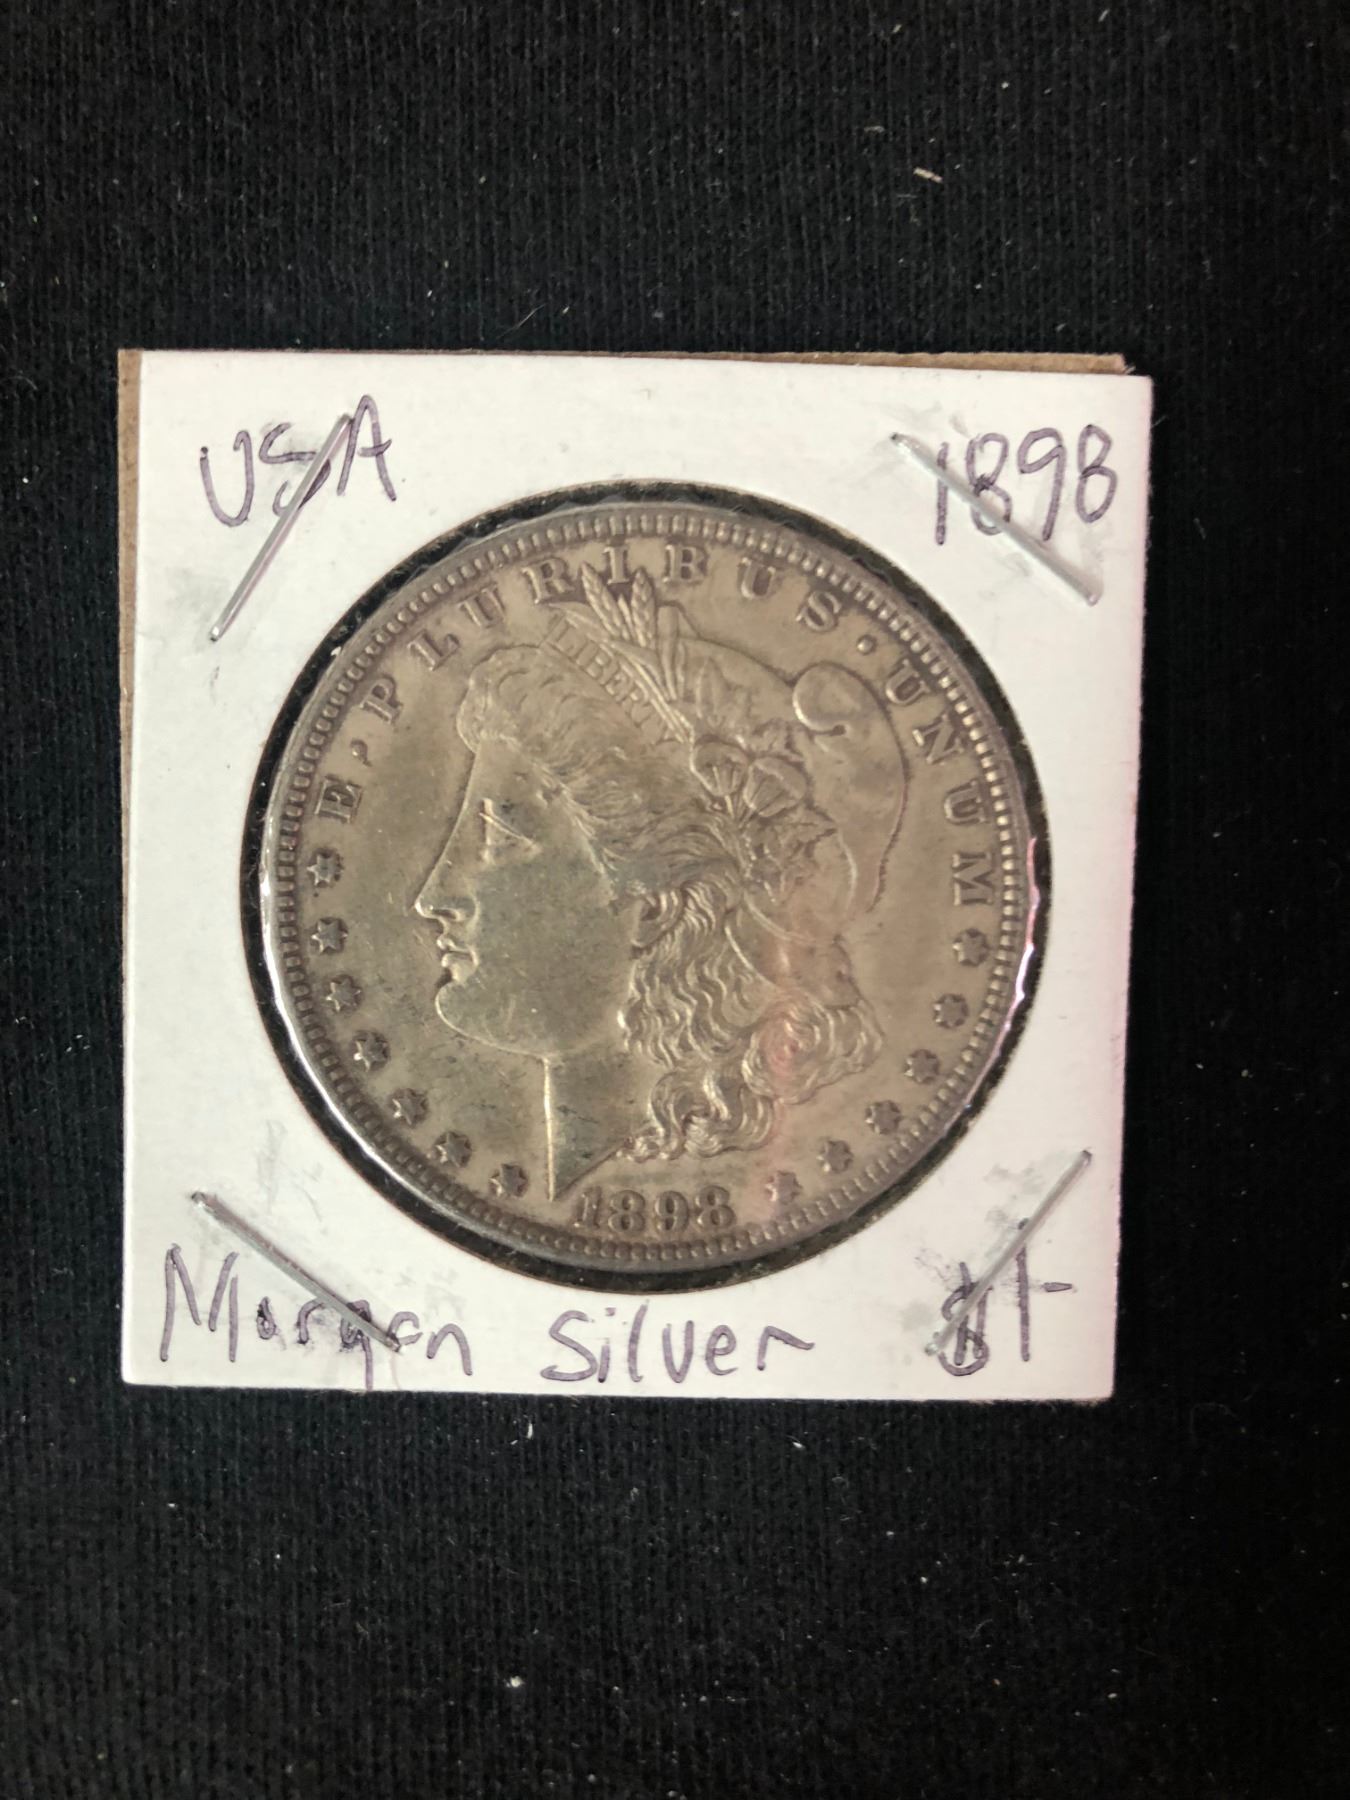 USA 1898
E·PLURIBUS·UNUM
LIBERTY
1898
Morgan Silver $1-